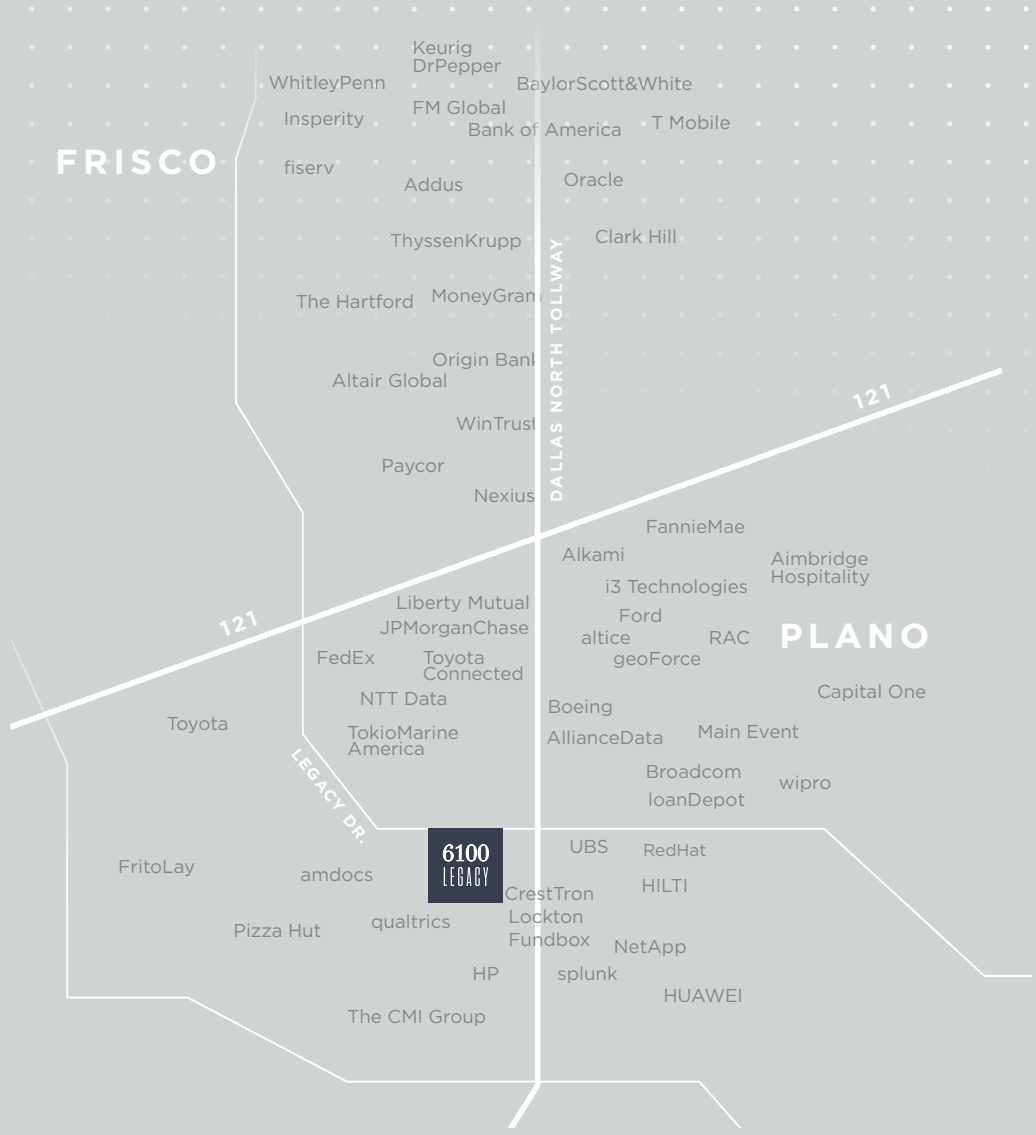 Keurig
DrPepper
WhitleyPenn
BaylorScott&White
FM Global
Insperity
Bank of America
T Mobile
FRISCO
fiserv
Addus
Oracle
ThyssenKrupp
Clark Hill
DALLAS NORTH TOLLWAY
The Hartford
MoneyGram
Origin Bank
Altair Global
121
WinTrust
Paycor
Nexius
FannieMae
Alkami
Aimbridge
Hospitality
i3 Technologies
Liberty Mutual
Ford
121
JPMorganChase
altice
RAC
PLANO
FedEx
Toyota
Connected
geoForce
NTT Data
Capital One
Boeing
Toyota
TokioMarine
America
AllianceData
Main Event
LEGACY DR.
Broadcom
wipro
loanDepot
6100
LEGACY
UBS
RedHat
FritoLay
amdocs
HILTI
CrestTron
Lockton
qualtrics
Pizza Hut
Fundbox
NetApp
HP
splunk
HUAWEI
The CMI Group